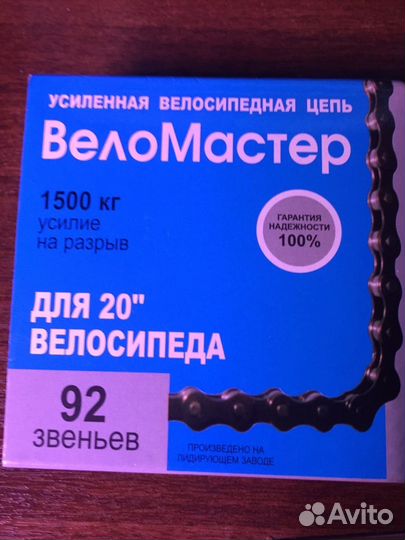 УСИЛЕННАЯ ВЕЛОСИПЕДНАЯ ЦЕПЬ
ВелоМастер
1500 кг
усилие
на разрыв
ГАРАНТИЯ
НАДЕЖНОСТИ
100%
ДЛЯ 20"
ВЕЛОСИПЕДА
92
звеньев
ПРОИЗВЕДЕНО НА
ЛИДИРУЮЩЕМ ЗАВОДЕ
Avito